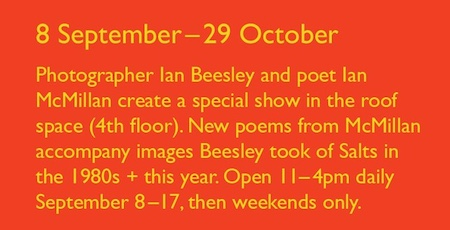 8 September – 29 October
Photographer Ian Beesley and poet Ian
McMillan create a special show in the roof
space (4th floor). New poems from McMillan
accompany images Beesley took of Salts in
the 1980s + this year. Open 11– 4pm daily
September 8 –17, then weekends only.